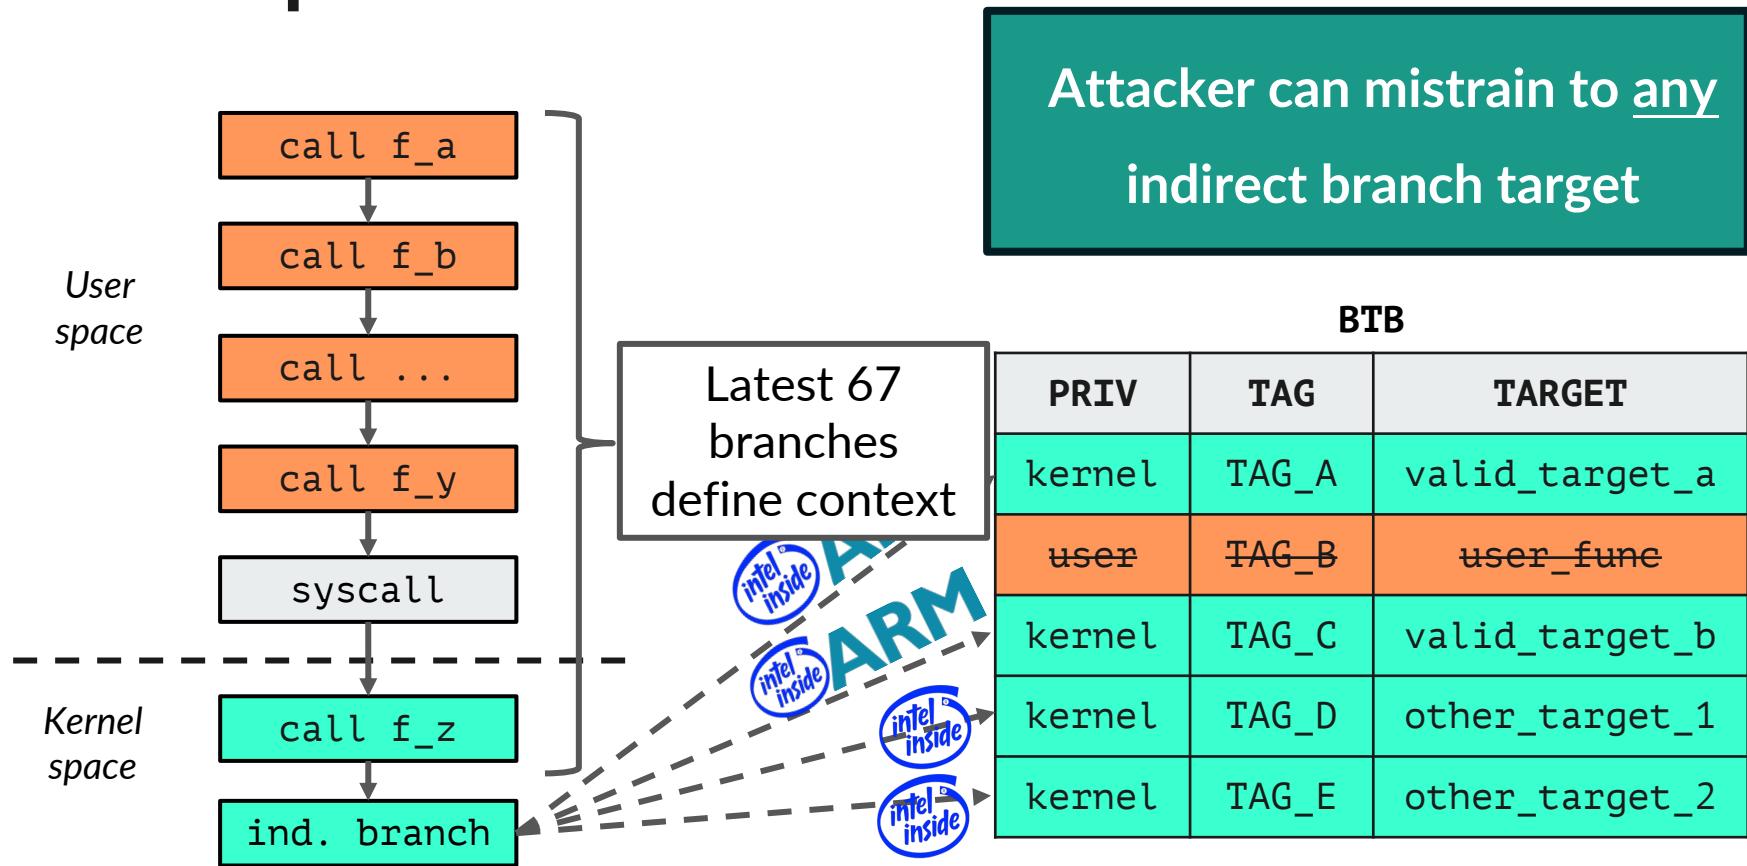 Attacker can mistrain to any
indirect branch target
call f_a
call f_b
User
space
call ...
call f_y
syscall
Kernel
space
call f_z
ind. branch
Latest 67
branches
define context
BTB
PRIV TAG TARGET
kernel TAG_A valid_target_a
user TAG_B user_func
kernel TAG_C valid_target_b
kernel TAG_D other_target_1
kernel TAG_E other_target_2
intel
inside
intel
inside
ARM
intel
inside
intel
inside